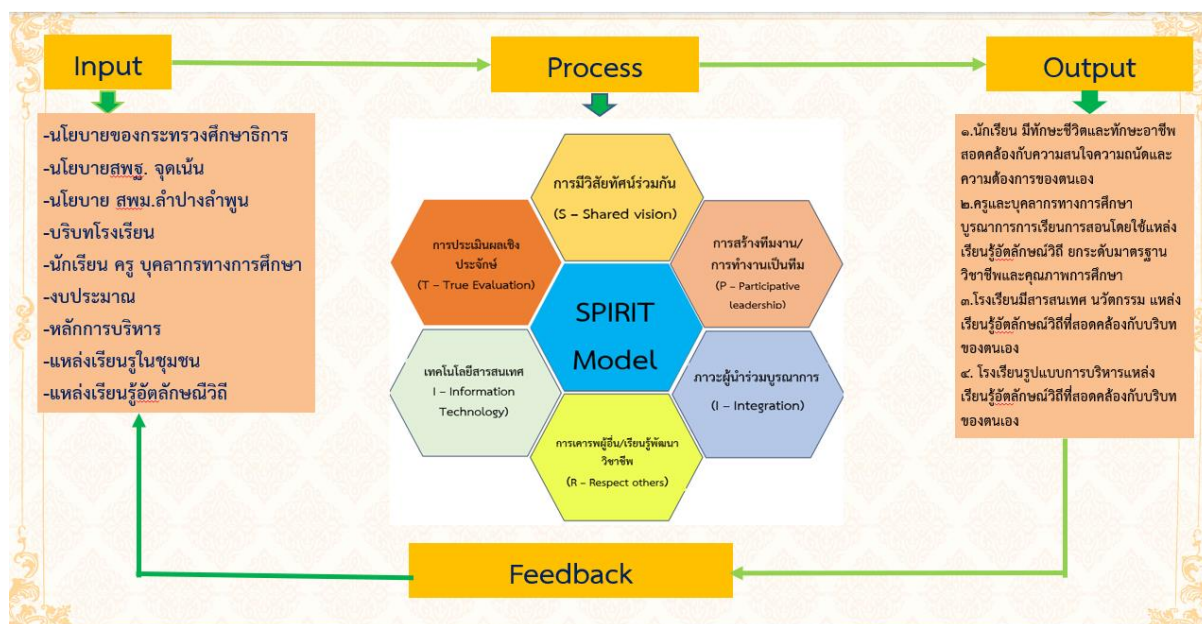 Input
Process
Output
-นโยบายของกระทรวงศึกษาธิการ
-นโยบายสพฐ. จุดเน้น
-นโยบาย สพม.ลำปางลำพูน
-บริบทโรงเรียน
-นักเรียน ครู บุคลากรทางการศึกษา
-งบประมาณ
-หลักการบริหาร
-แหล่งเรียนรูในชุมชน
-แหล่งเรียนรู้อัตลักษณ์วิถี
การมีวิสัยทัศน์ร่วมกัน
(S – Shared vision)
การสร้างทีมงาน/
การทำงานเป็นทีม
(P – Participative
leadership)
ภาวะผู้นำร่วมบูรณาการ
(I – Integration)
การเคารพผู้อื่น/เรียนรู้พัฒนา
วิชาชีพ
(R – Respect others)
เทคโนโลยีสารสนเทศ
I – Information
Technology)
การประเมินผลเชิง
ประจักษ์
(T – True Evaluation)
SPIRIT
Model
๑.นักเรียน มีทักษะชีวิตและทักษะอาชีพ
สอดคล้องกับความสนใจความถนัดและ
ความต้องการของตนเอง
๒.ครูและบุคลากรทางการศึกษา
บูรณาการการเรียนการสอนโดยใช้แหล่ง
เรียนรู้อัตลักษณ์วิถี ยกระดับมาตรฐาน
วิชาชีพและคุณภาพการศึกษา
๓.โรงเรียนมีสารสนเทศ นวัตกรรม แหล่ง
เรียนรู้อัตลักษณ์วิถีที่สอดคล้องกับบริบท
ของตนเอง
๔. โรงเรียนรูปแบบการบริหารแหล่ง
เรียนรู้อัตลักษณ์วิถีที่สอดคล้องกับบริบท
ของตนเอง
Feedback